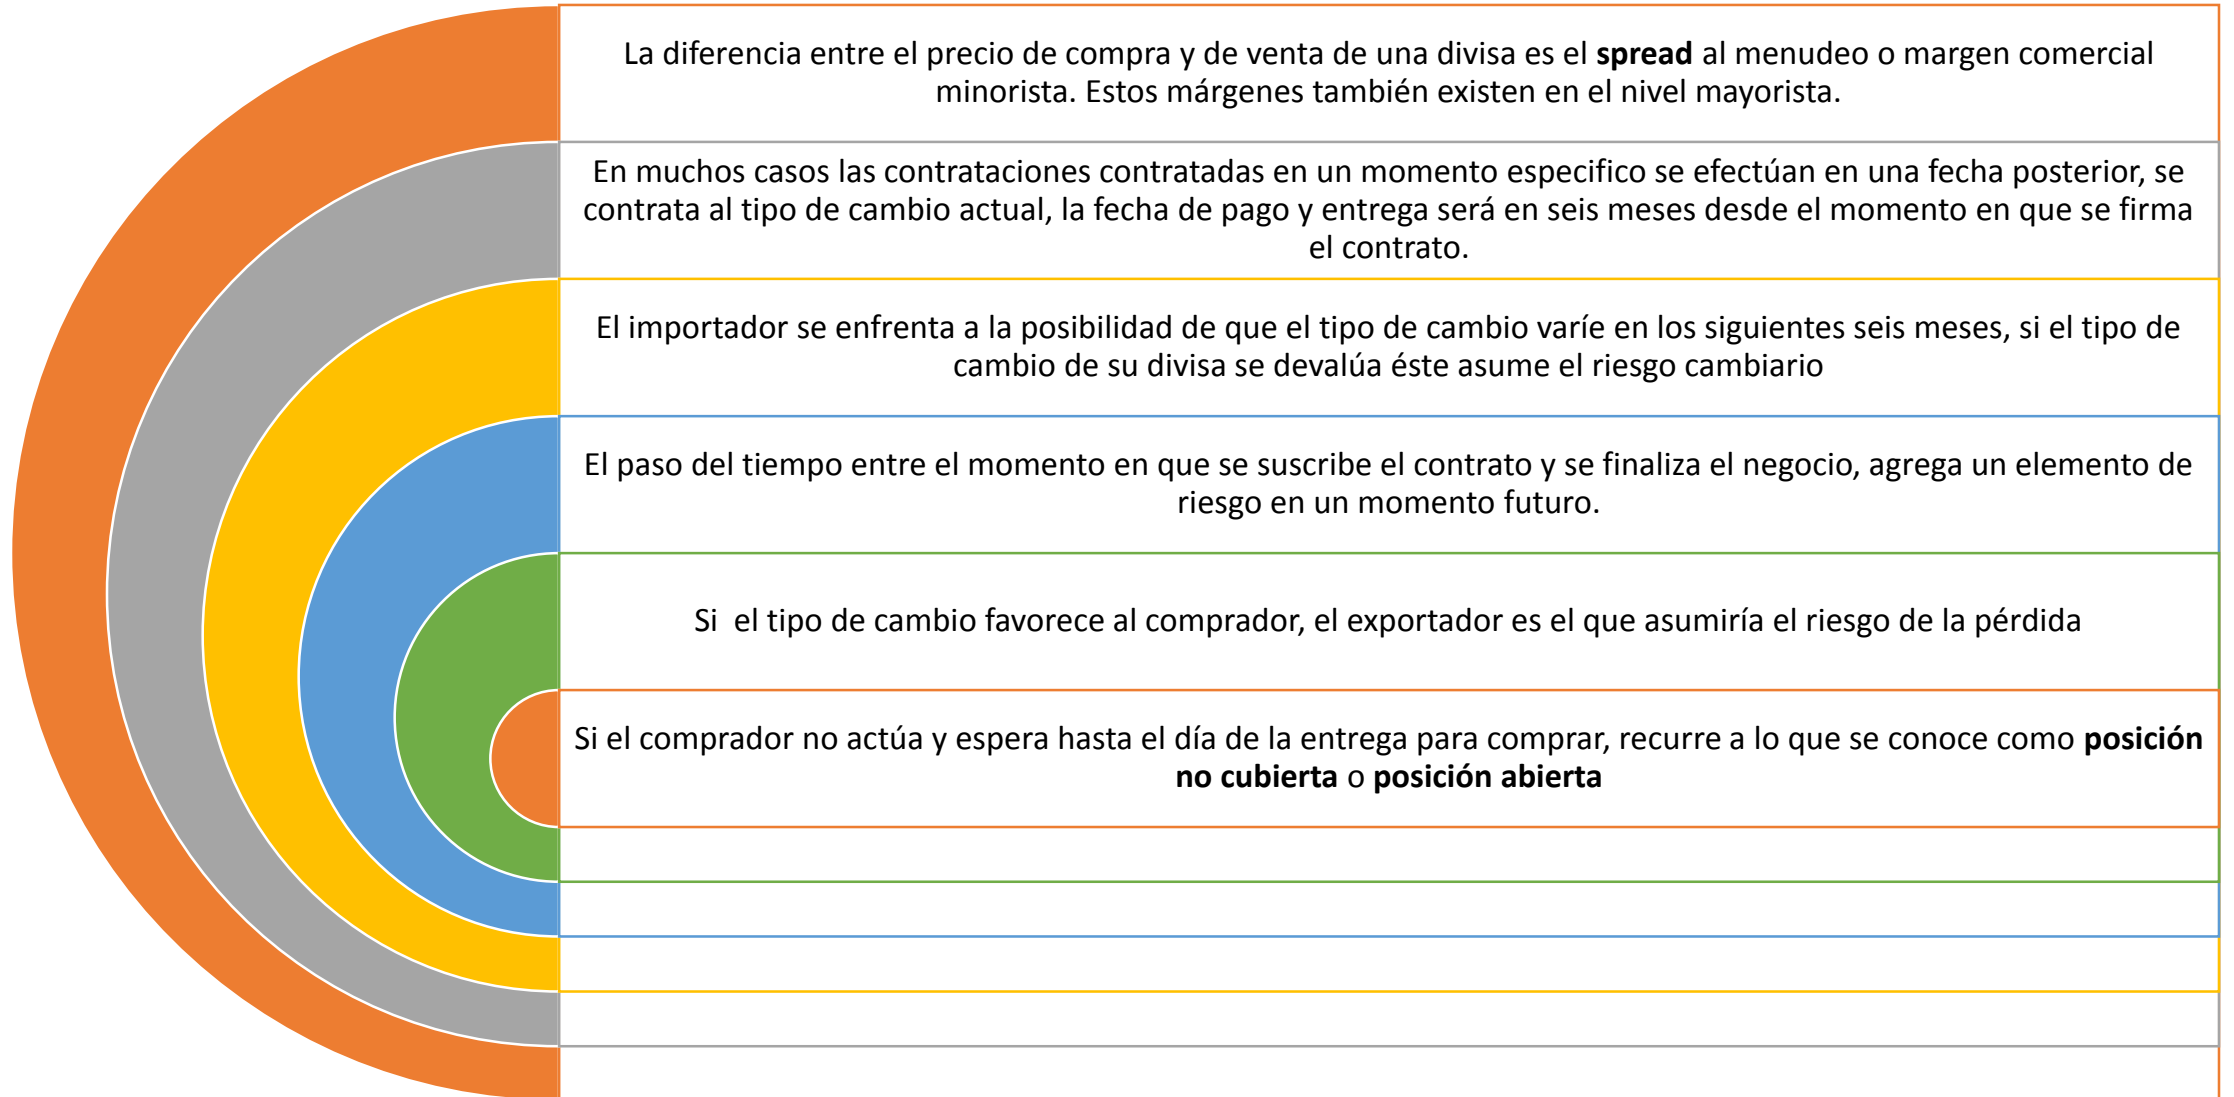 La diferencia entre el precio de compra y de venta de una divisa es el spread al menudeo o margen comercial
minorista. Estos márgenes también existen en el nivel mayorista.
En muchos casos las contrataciones contratadas en un momento especifico se efectúan en una fecha posterior, se
contrata al tipo de cambio actual, la fecha de pago y entrega será en seis meses desde el momento en que se firma
el contrato.
El importador se enfrenta a la posibilidad de que el tipo de cambio varíe en los siguientes seis meses, si el tipo de
cambio de su divisa se devalúa éste asume el riesgo cambiario
El paso del tiempo entre el momento en que se suscribe el contrato y se finaliza el negocio, agrega un elemento de
riesgo en un momento futuro.
Si  el tipo de cambio favorece al comprador, el exportador es el que asumiría el riesgo de la pérdida
Si el comprador no actúa y espera hasta el día de la entrega para comprar, recurre a lo que se conoce como posición
no cubierta o posición abierta